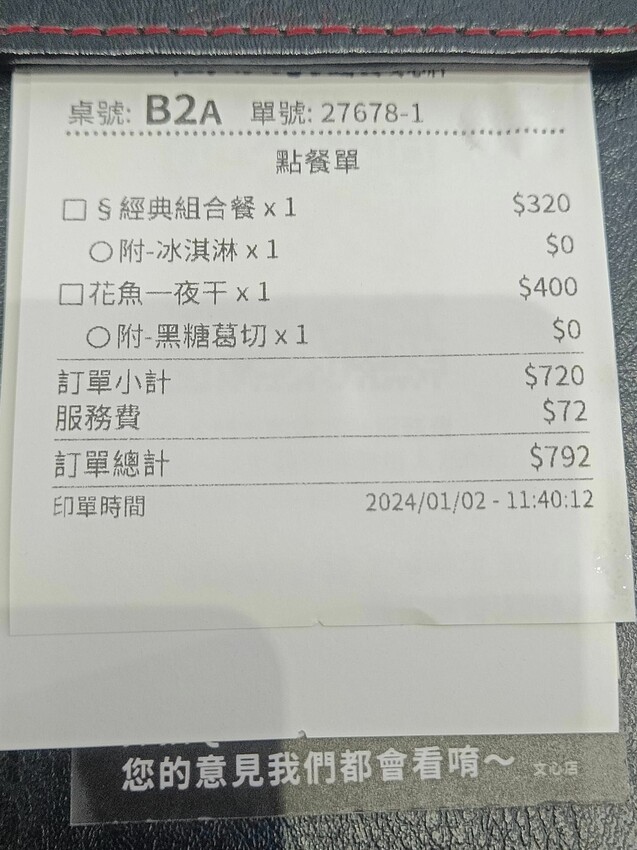 桌號: B2A 單號: 27678-1
點餐單
§經典組合餐 x 1 $320
附-冰淇淋 x 1 $0
花魚一夜干 x 1 $400
附-黑糖葛切 x 1 $0
訂單小計 $720
服務費 $72
訂單總計 $792
印單時間 2024/01/02 - 11:40:12
您的意見我們都會看唷～ 文心店